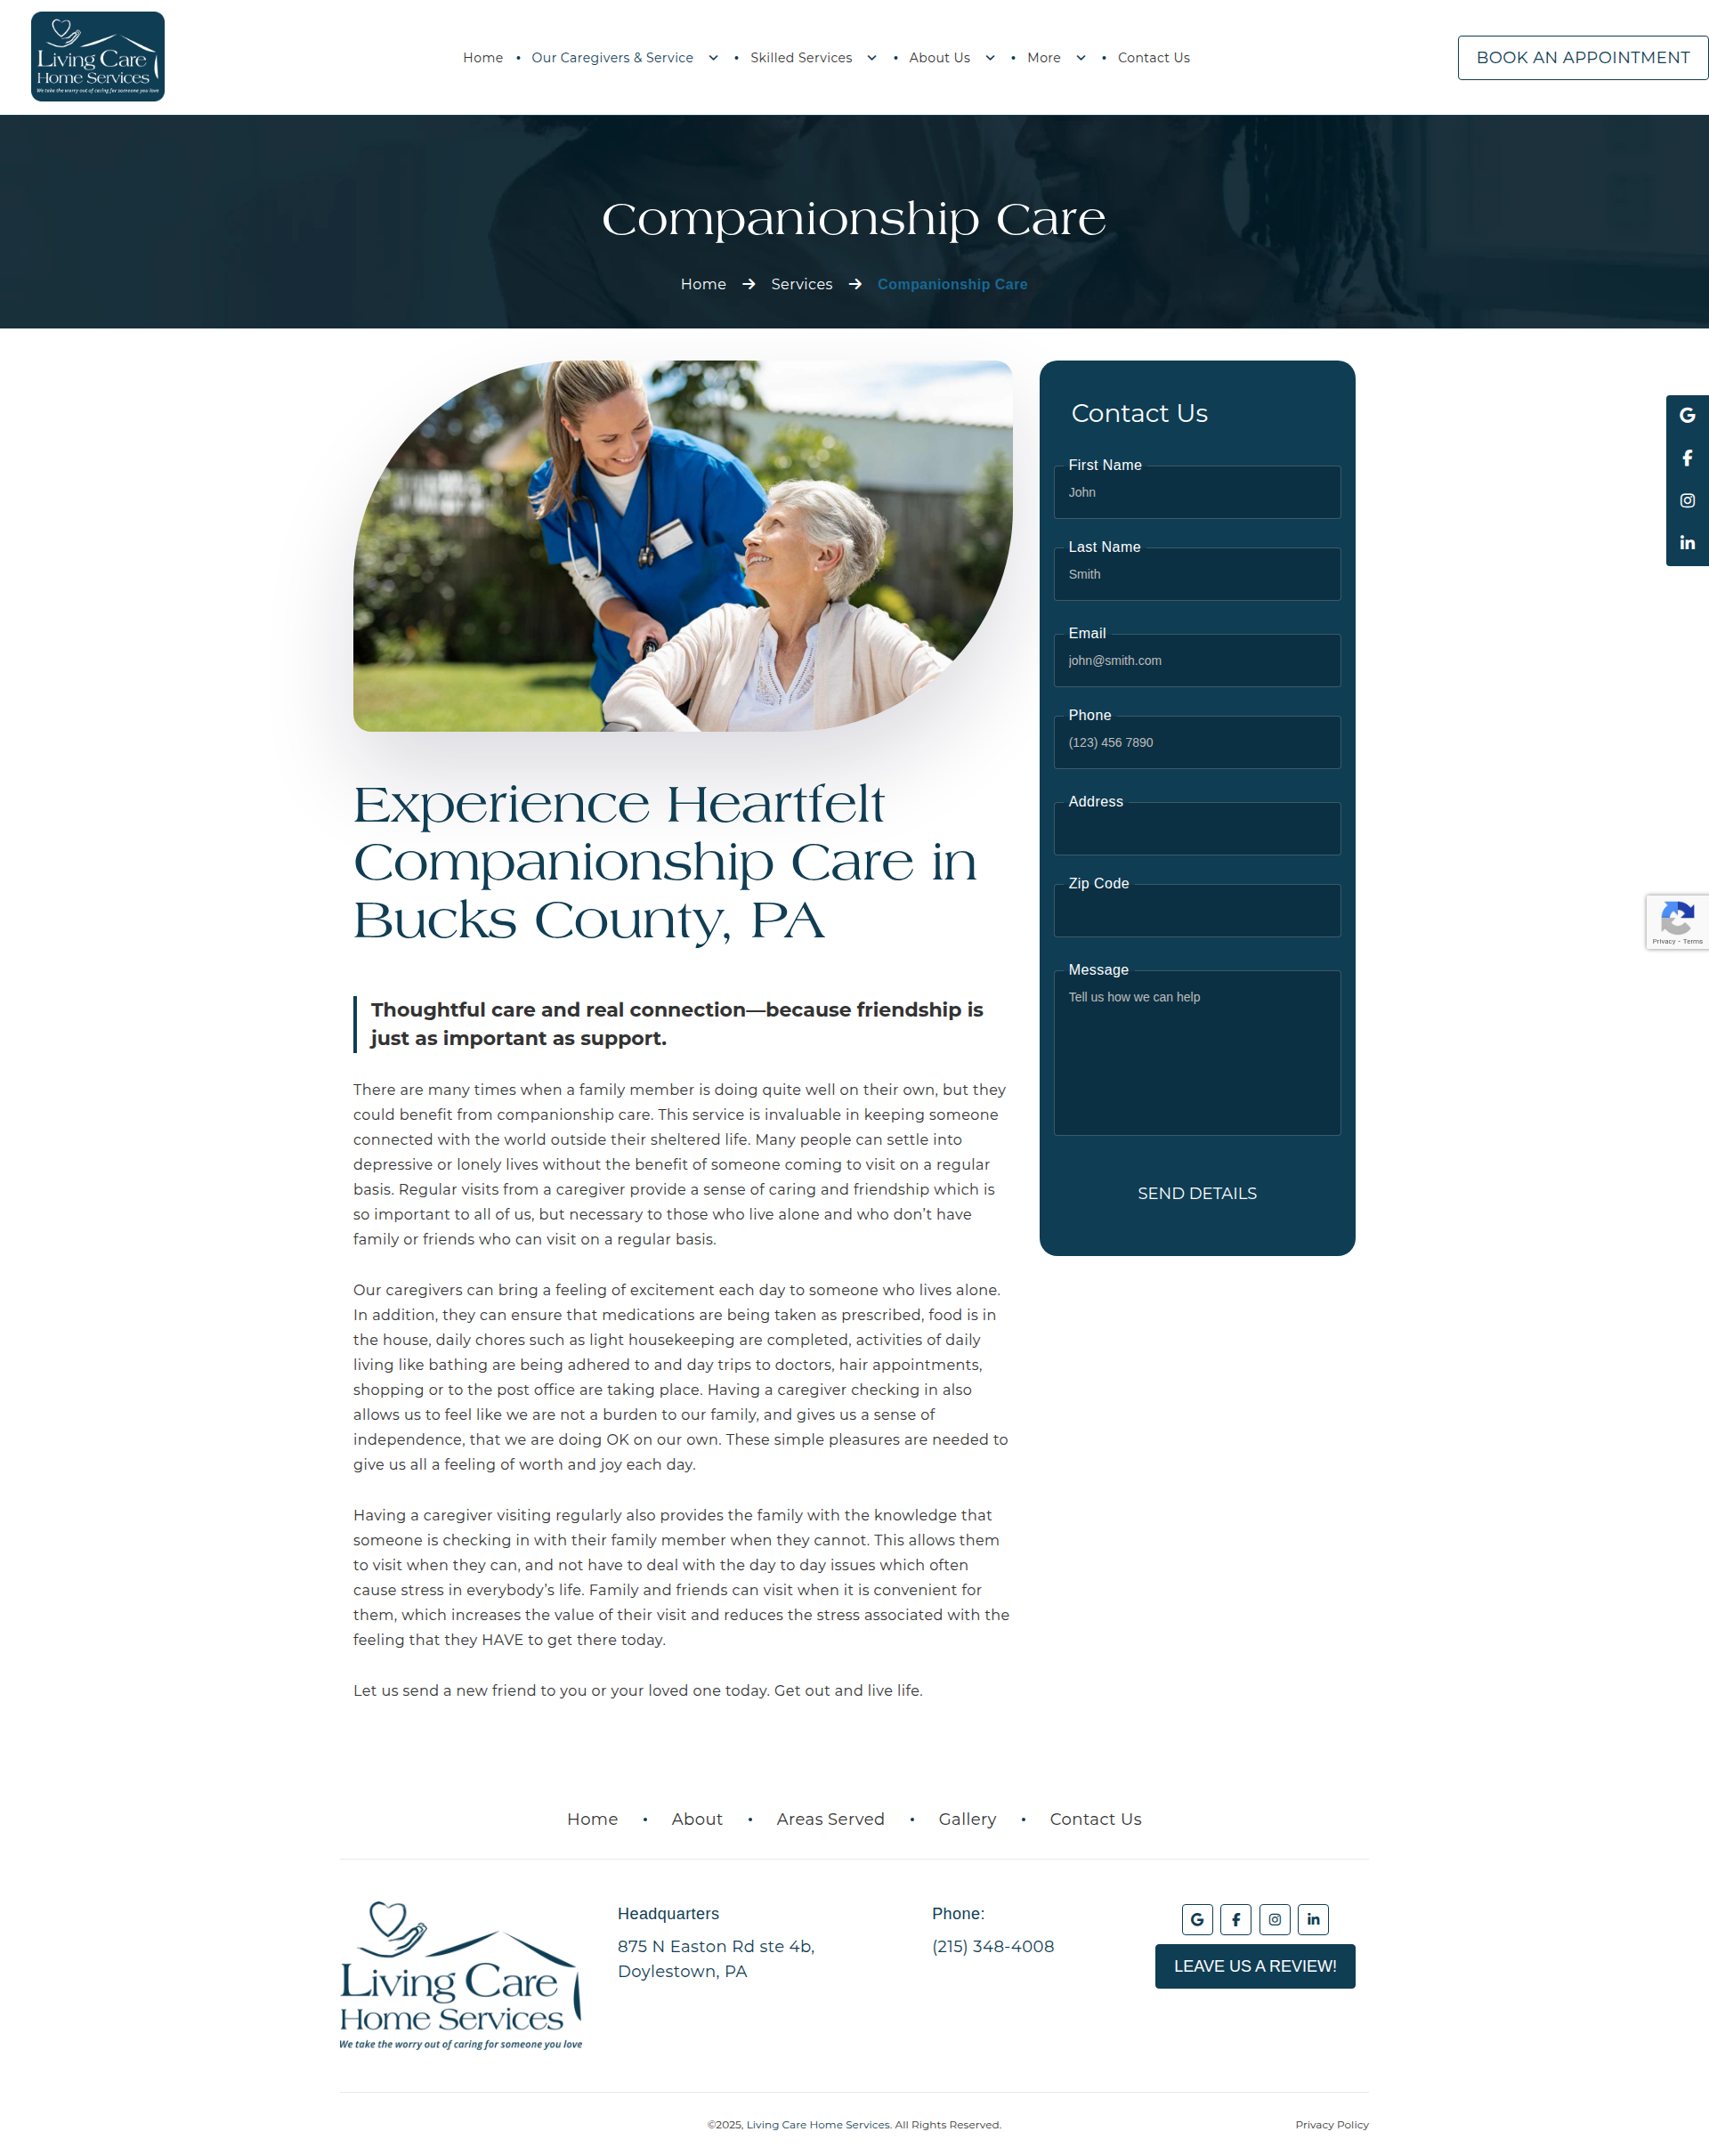 Living Care
Home Services
We take the worry out of caring for someone you love
Home • Our Caregivers & Service • Skilled Services • About Us • More • Contact Us
BOOK AN APPOINTMENT
Companionship Care
Home → Services → Companionship Care
Contact Us
First Name
John
Last Name
Smith
Email
john@smith.com
Phone
(123) 456 7890
Address
Zip Code
Message
Tell us how we can help
SEND DETAILS
Privacy - Terms
Experience Heartfelt
Companionship Care in
Bucks County, PA
Thoughtful care and real connection—because friendship is
just as important as support.
There are many times when a family member is doing quite well on their own, but they
could benefit from companionship care. This service is invaluable in keeping someone
connected with the world outside their sheltered life. Many people can settle into
depressive or lonely lives without the benefit of someone coming to visit on a regular
basis. Regular visits from a caregiver provide a sense of caring and friendship which is
so important to all of us, but necessary to those who live alone and who don’t have
family or friends who can visit on a regular basis.
Our caregivers can bring a feeling of excitement each day to someone who lives alone.
In addition, they can ensure that medications are being taken as prescribed, food is in
the house, daily chores such as light housekeeping are completed, activities of daily
living like bathing are being adhered to and day trips to doctors, hair appointments,
shopping or to the post office are taking place. Having a caregiver checking in also
allows us to feel like we are not a burden to our family, and gives us a sense of
independence, that we are doing OK on our own. These simple pleasures are needed to
give us all a feeling of worth and joy each day.
Having a caregiver visiting regularly also provides the family with the knowledge that
someone is checking in with their family member when they cannot. This allows them
to visit when they can, and not have to deal with the day to day issues which often
cause stress in everybody’s life. Family and friends can visit when it is convenient for
them, which increases the value of their visit and reduces the stress associated with the
feeling that they HAVE to get there today.
Let us send a new friend to you or your loved one today. Get out and live life.
Home • About • Areas Served • Gallery • Contact Us
Living Care
Home Services
We take the worry out of caring for someone you love
Headquarters
875 N Easton Rd ste 4b,
Doylestown, PA
Phone:
(215) 348-4008
LEAVE US A REVIEW!
©2025, Living Care Home Services. All Rights Reserved.
Privacy Policy